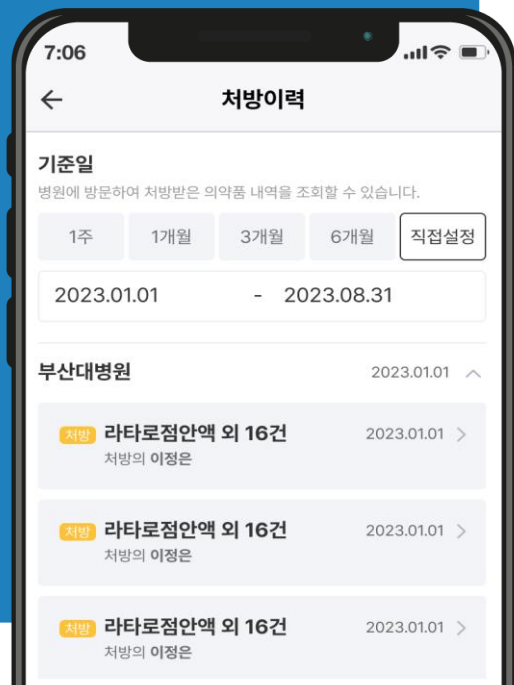 7:06
처방이력
기준일
병원에 방문하여 처방받은 의약품 내역을 조회할 수 있습니다.
1주 1개월 3개월 6개월 직접설정
2023.01.01 - 2023.08.31
부산대병원 2023.01.01
처방 라타로점안액 외 16건 2023.01.01
처방의 이정은
처방 라타로점안액 외 16건 2023.01.01
처방의 이정은
처방 라타로점안액 외 16건 2023.01.01
처방의 이정은